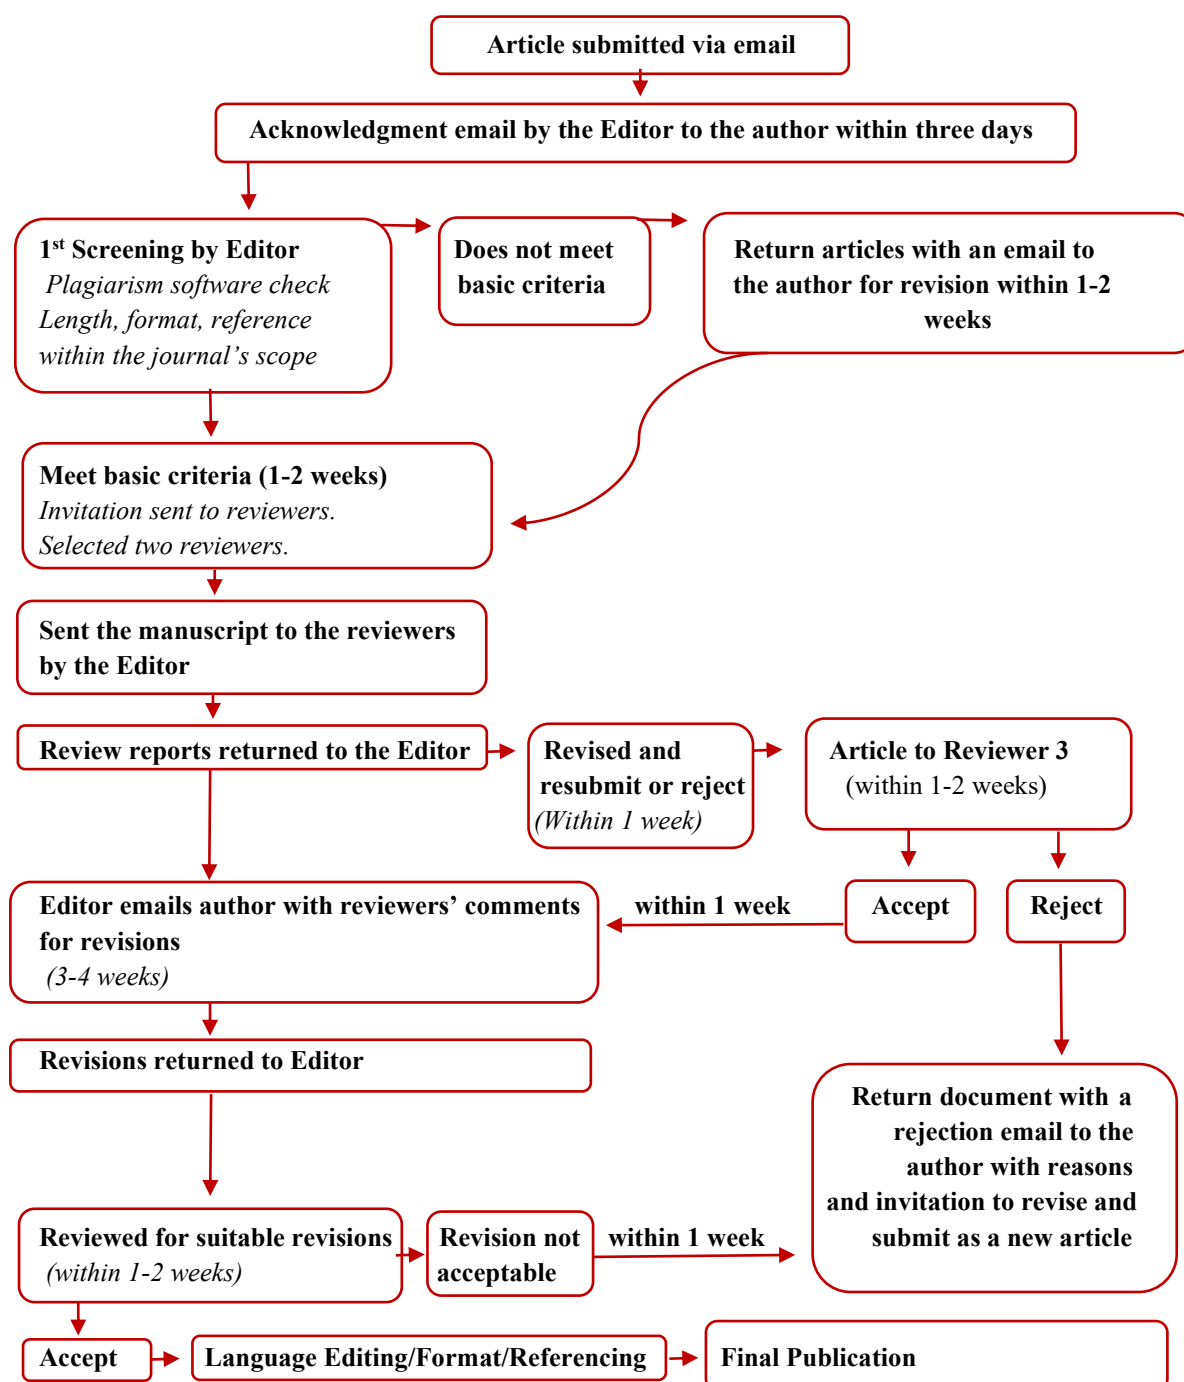 Article submitted via email
Acknowledgment email by the Editor to the author within three days
1st Screening by Editor
Plagiarism software check
Length, format, reference
within the journal’s scope
Does not meet
basic criteria
Return articles with an email to
the author for revision within 1-2
weeks
Meet basic criteria (1-2 weeks)
Invitation sent to reviewers.
Selected two reviewers.
Sent the manuscript to the reviewers
by the Editor
Review reports returned to the Editor
Revised and
resubmit or reject
(Within 1 week)
Article to Reviewer 3
(within 1-2 weeks)
Editor emails author with reviewers’ comments
for revisions
(3-4 weeks)
within 1 week
Accept
Reject
Revisions returned to Editor
Return document with a
rejection email to the
author with reasons
and invitation to revise and
submit as a new article
Reviewed for suitable revisions
(within 1-2 weeks)
Revision not
acceptable
within 1 week
Accept
Language Editing/Format/Referencing
Final Publication